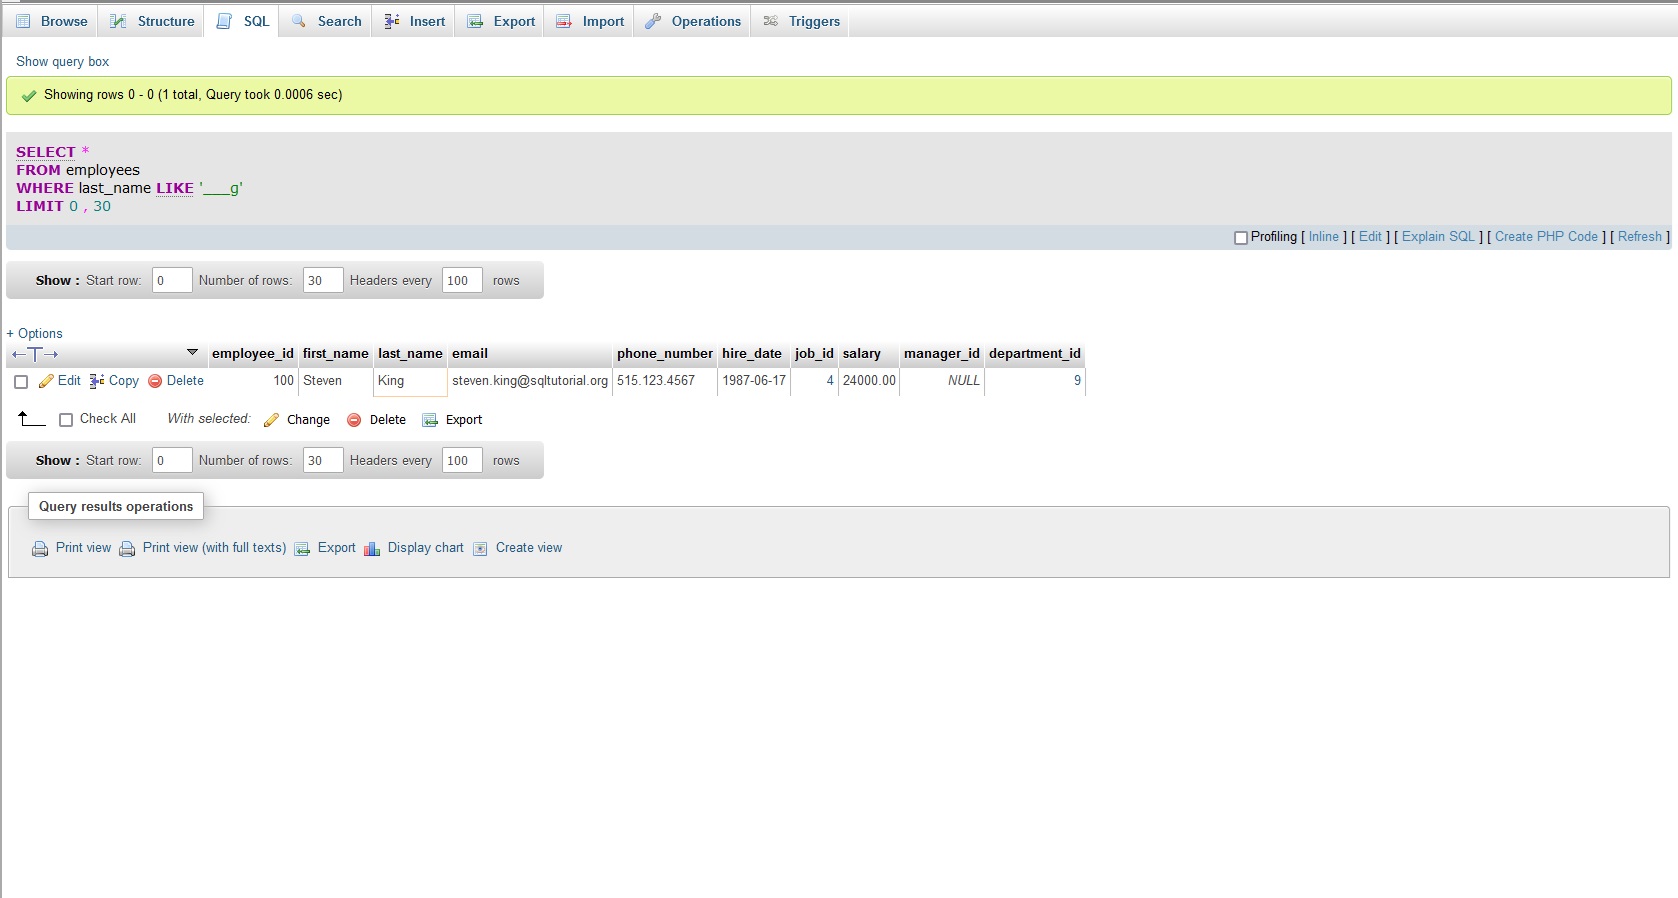 Browse Structure SQL Search Insert Export Import Operations Triggers
Show query box
Showing rows 0 - 0 (1 total, Query took 0.0006 sec)
SELECT *
FROM employees
WHERE last_name LIKE '___g'
LIMIT 0 , 30
Profiling [ Inline ] [ Edit ] [ Explain SQL ] [ Create PHP Code ] [ Refresh ]
Show : Start row: 0 Number of rows: 30 Headers every 100 rows
+ Options
←T→ employee_id first_name last_name email phone_number hire_date job_id salary manager_id department_id
Edit Copy Delete 100 Steven King steven.king@sqltutorial.org 515.123.4567 1987-06-17 4 24000.00 NULL 9
Check All With selected: Change Delete Export
Show : Start row: 0 Number of rows: 30 Headers every 100 rows
Query results operations
Print view Print view (with full texts) Export Display chart Create view